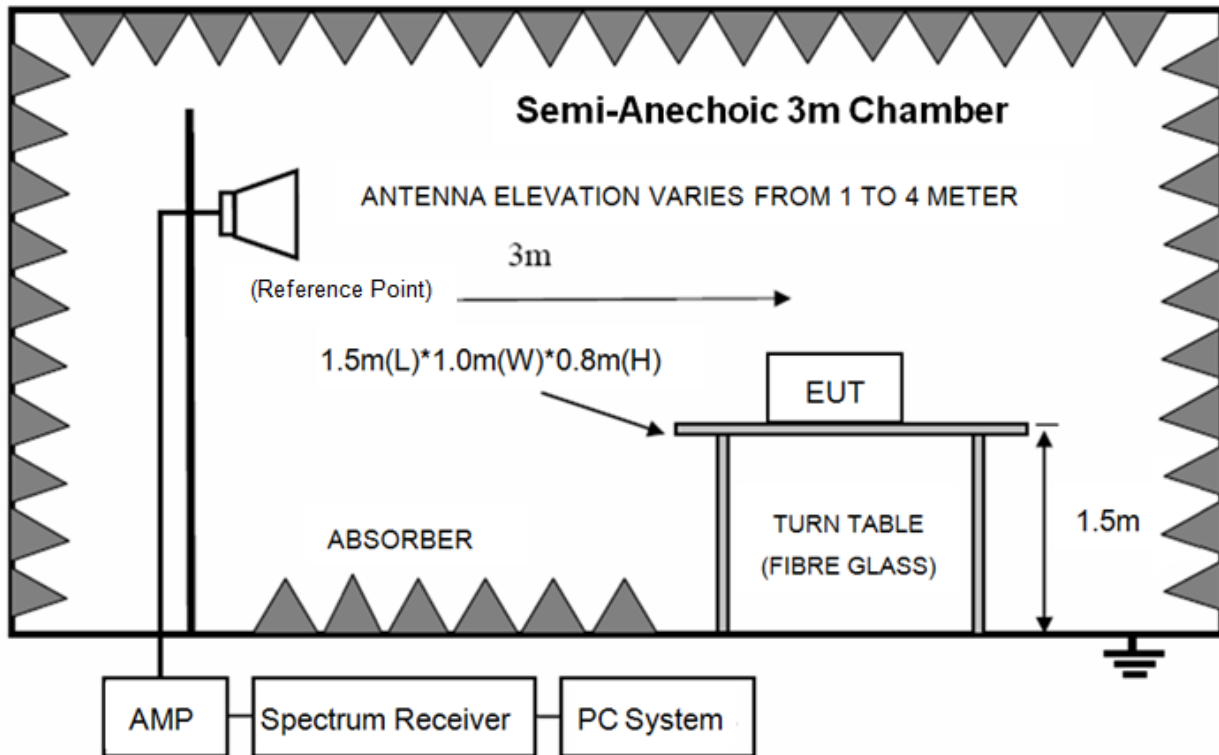 Semi-Anechoic 3m Chamber
ANTENNA ELEVATION VARIES FROM 1 TO 4 METER
3m
(Reference Point)
1.5m(L)*1.0m(W)*0.8m(H)
EUT
1.5m
TURN TABLE
(FIBRE GLASS)
ABSORBER
AMP
Spectrum Receiver
PC System